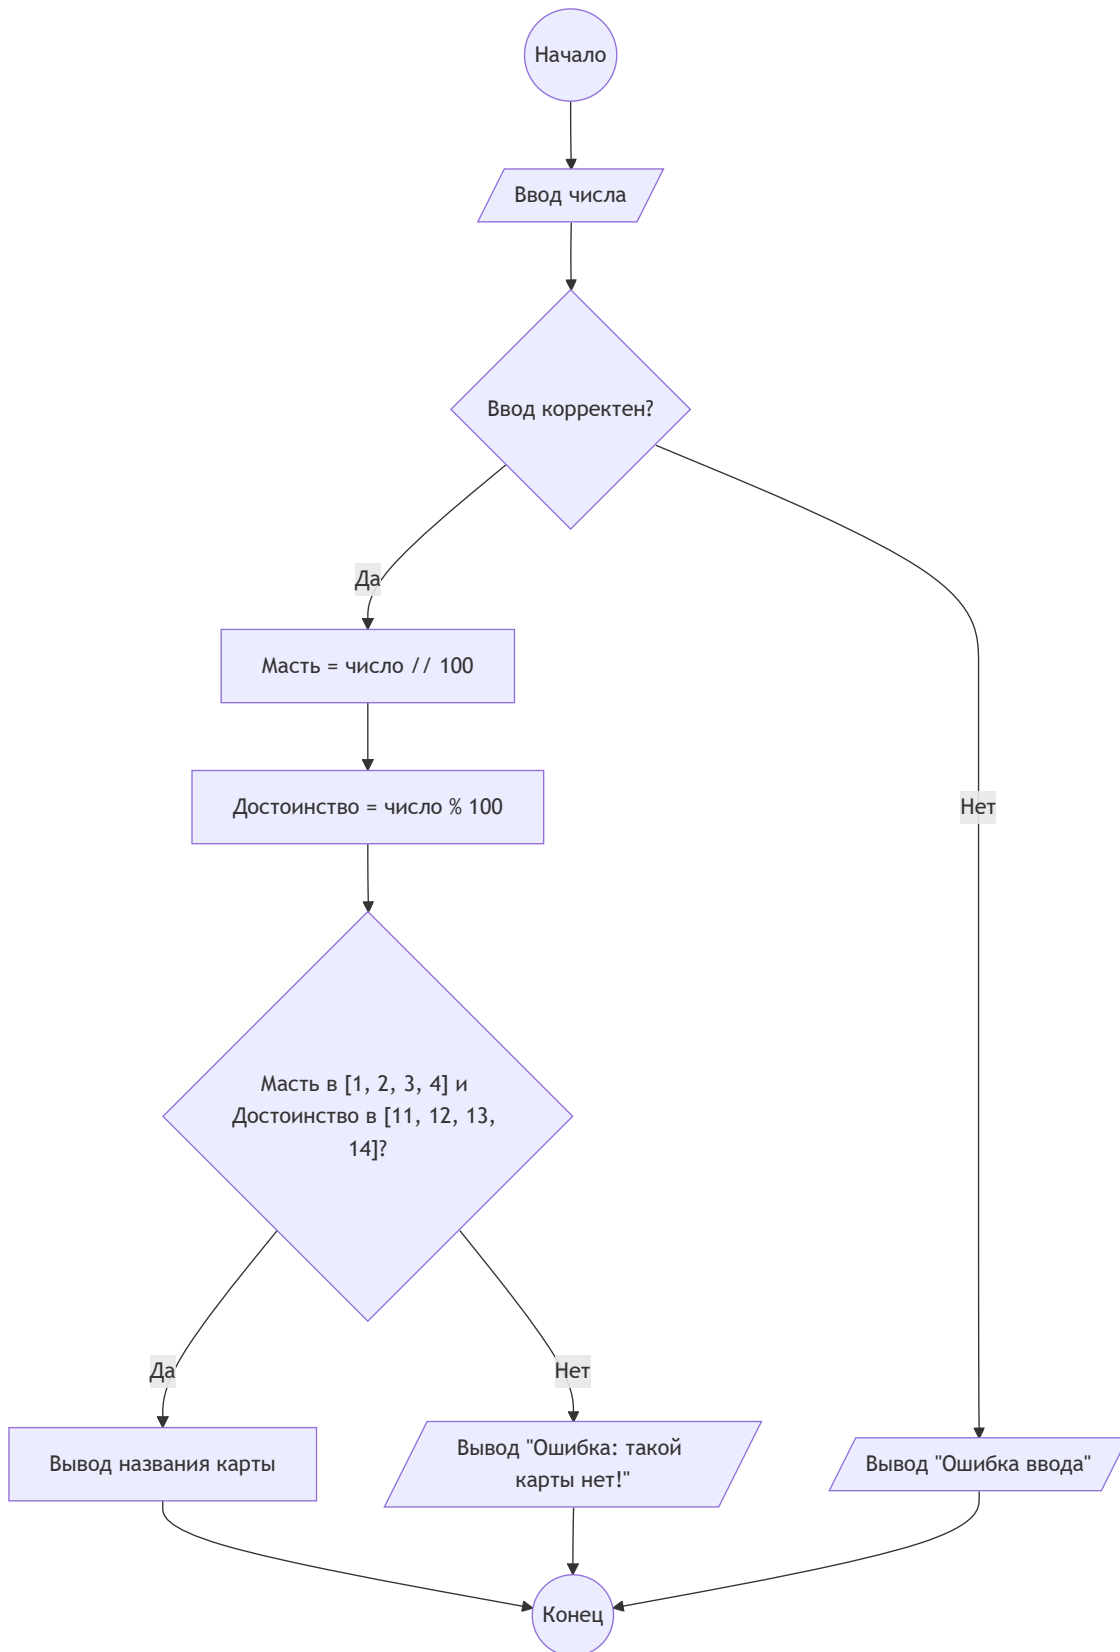 Начало
Ввод числа
Ввод корректен?
Да
Масть = число // 100
Достоинство = число % 100
Нет
Масть в [1, 2, 3, 4] и
Достоинство в [11, 12, 13,
14]?
Да
Нет
Вывод названия карты
Вывод "Ошибка: такой
карты нет!"
Вывод "Ошибка ввода"
Конец